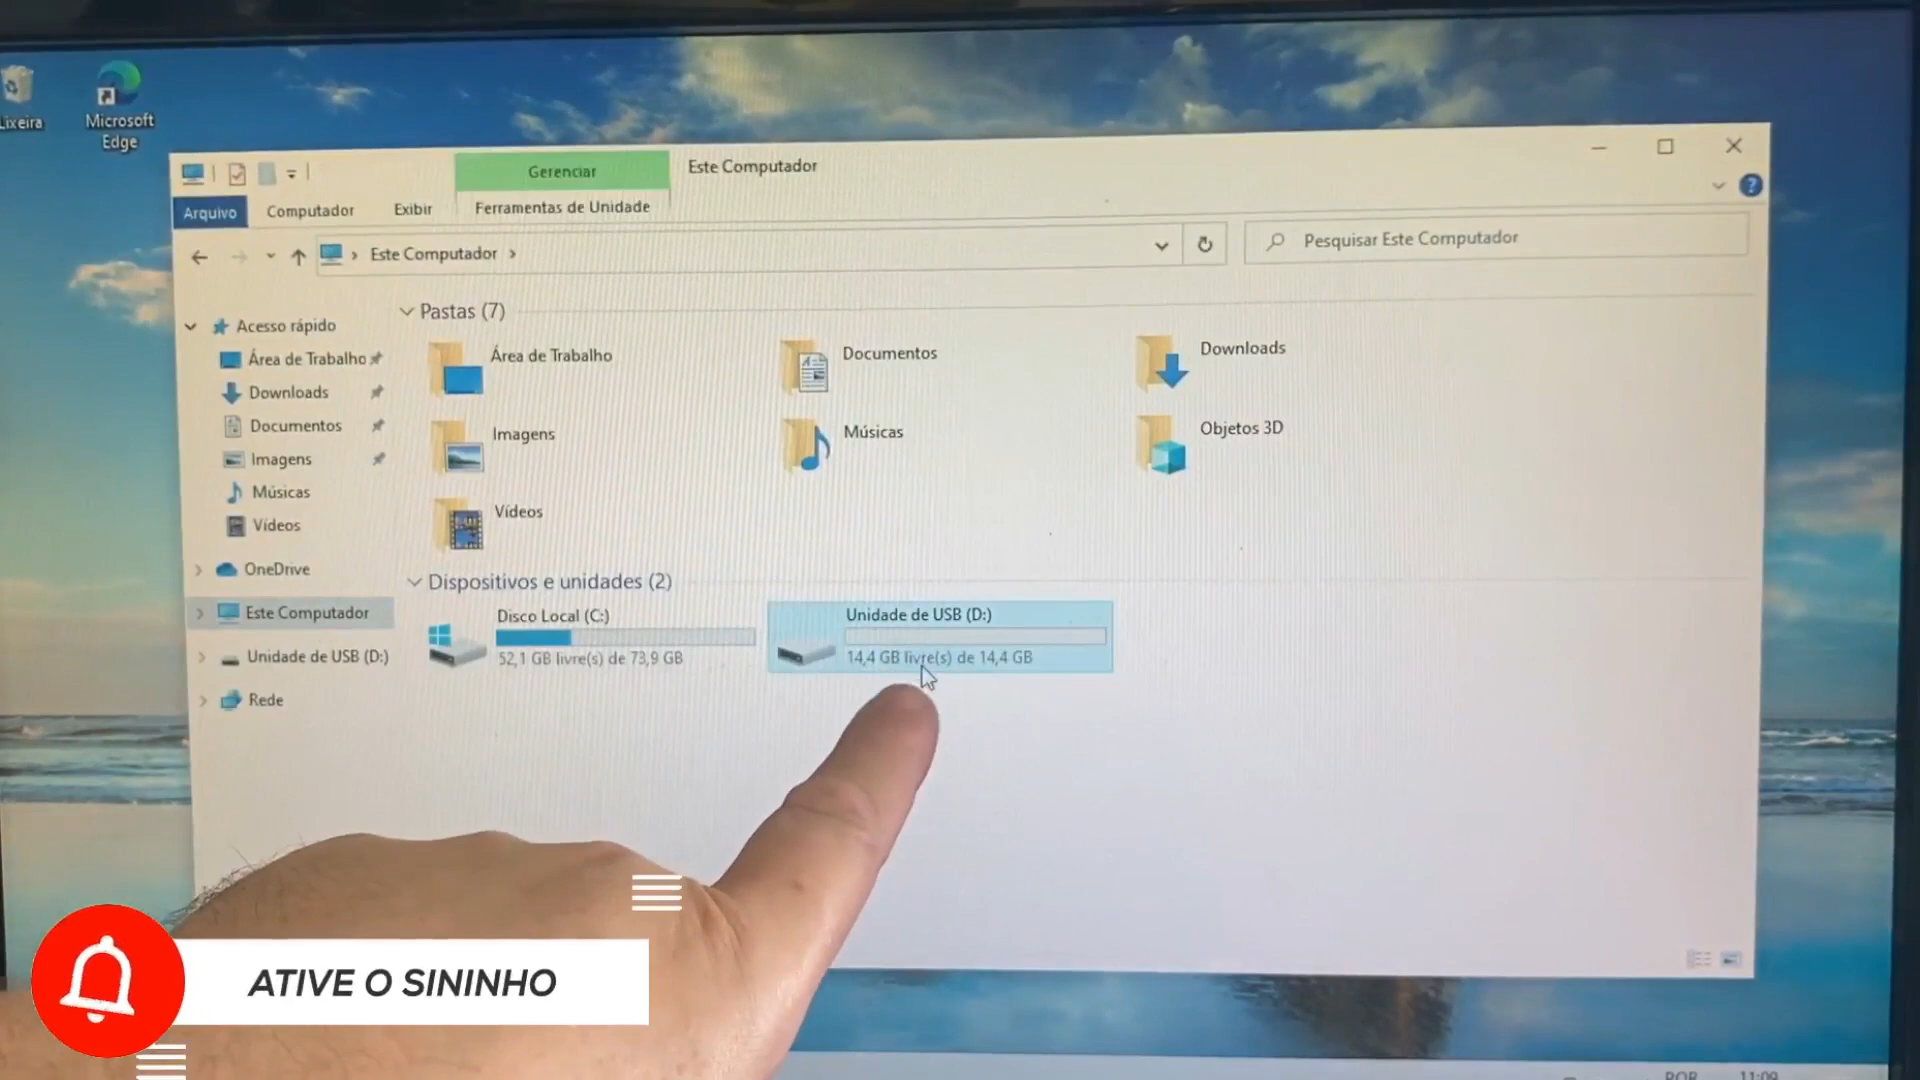 Lixeira
Microsoft
Edge
Gerenciar
Este Computador
Arquivo
Computador
Exibir
Ferramentas de Unidade
Este Computador
Pesquisar Este Computador
Acesso rápido
Área de Trabalho
Downloads
Documentos
Imagens
Músicas
Vídeos
OneDrive
Este Computador
Unidade de USB (D:)
Rede
Pastas (7)
Área de Trabalho
Documentos
Downloads
Imagens
Músicas
Objetos 3D
Vídeos
Dispositivos e unidades (2)
Disco Local (C:)
52,1 GB livre(s) de 73,9 GB
Unidade de USB (D:)
14,4 GB livre(s) de 14,4 GB
ATIVE O SININHO
POR
11:09